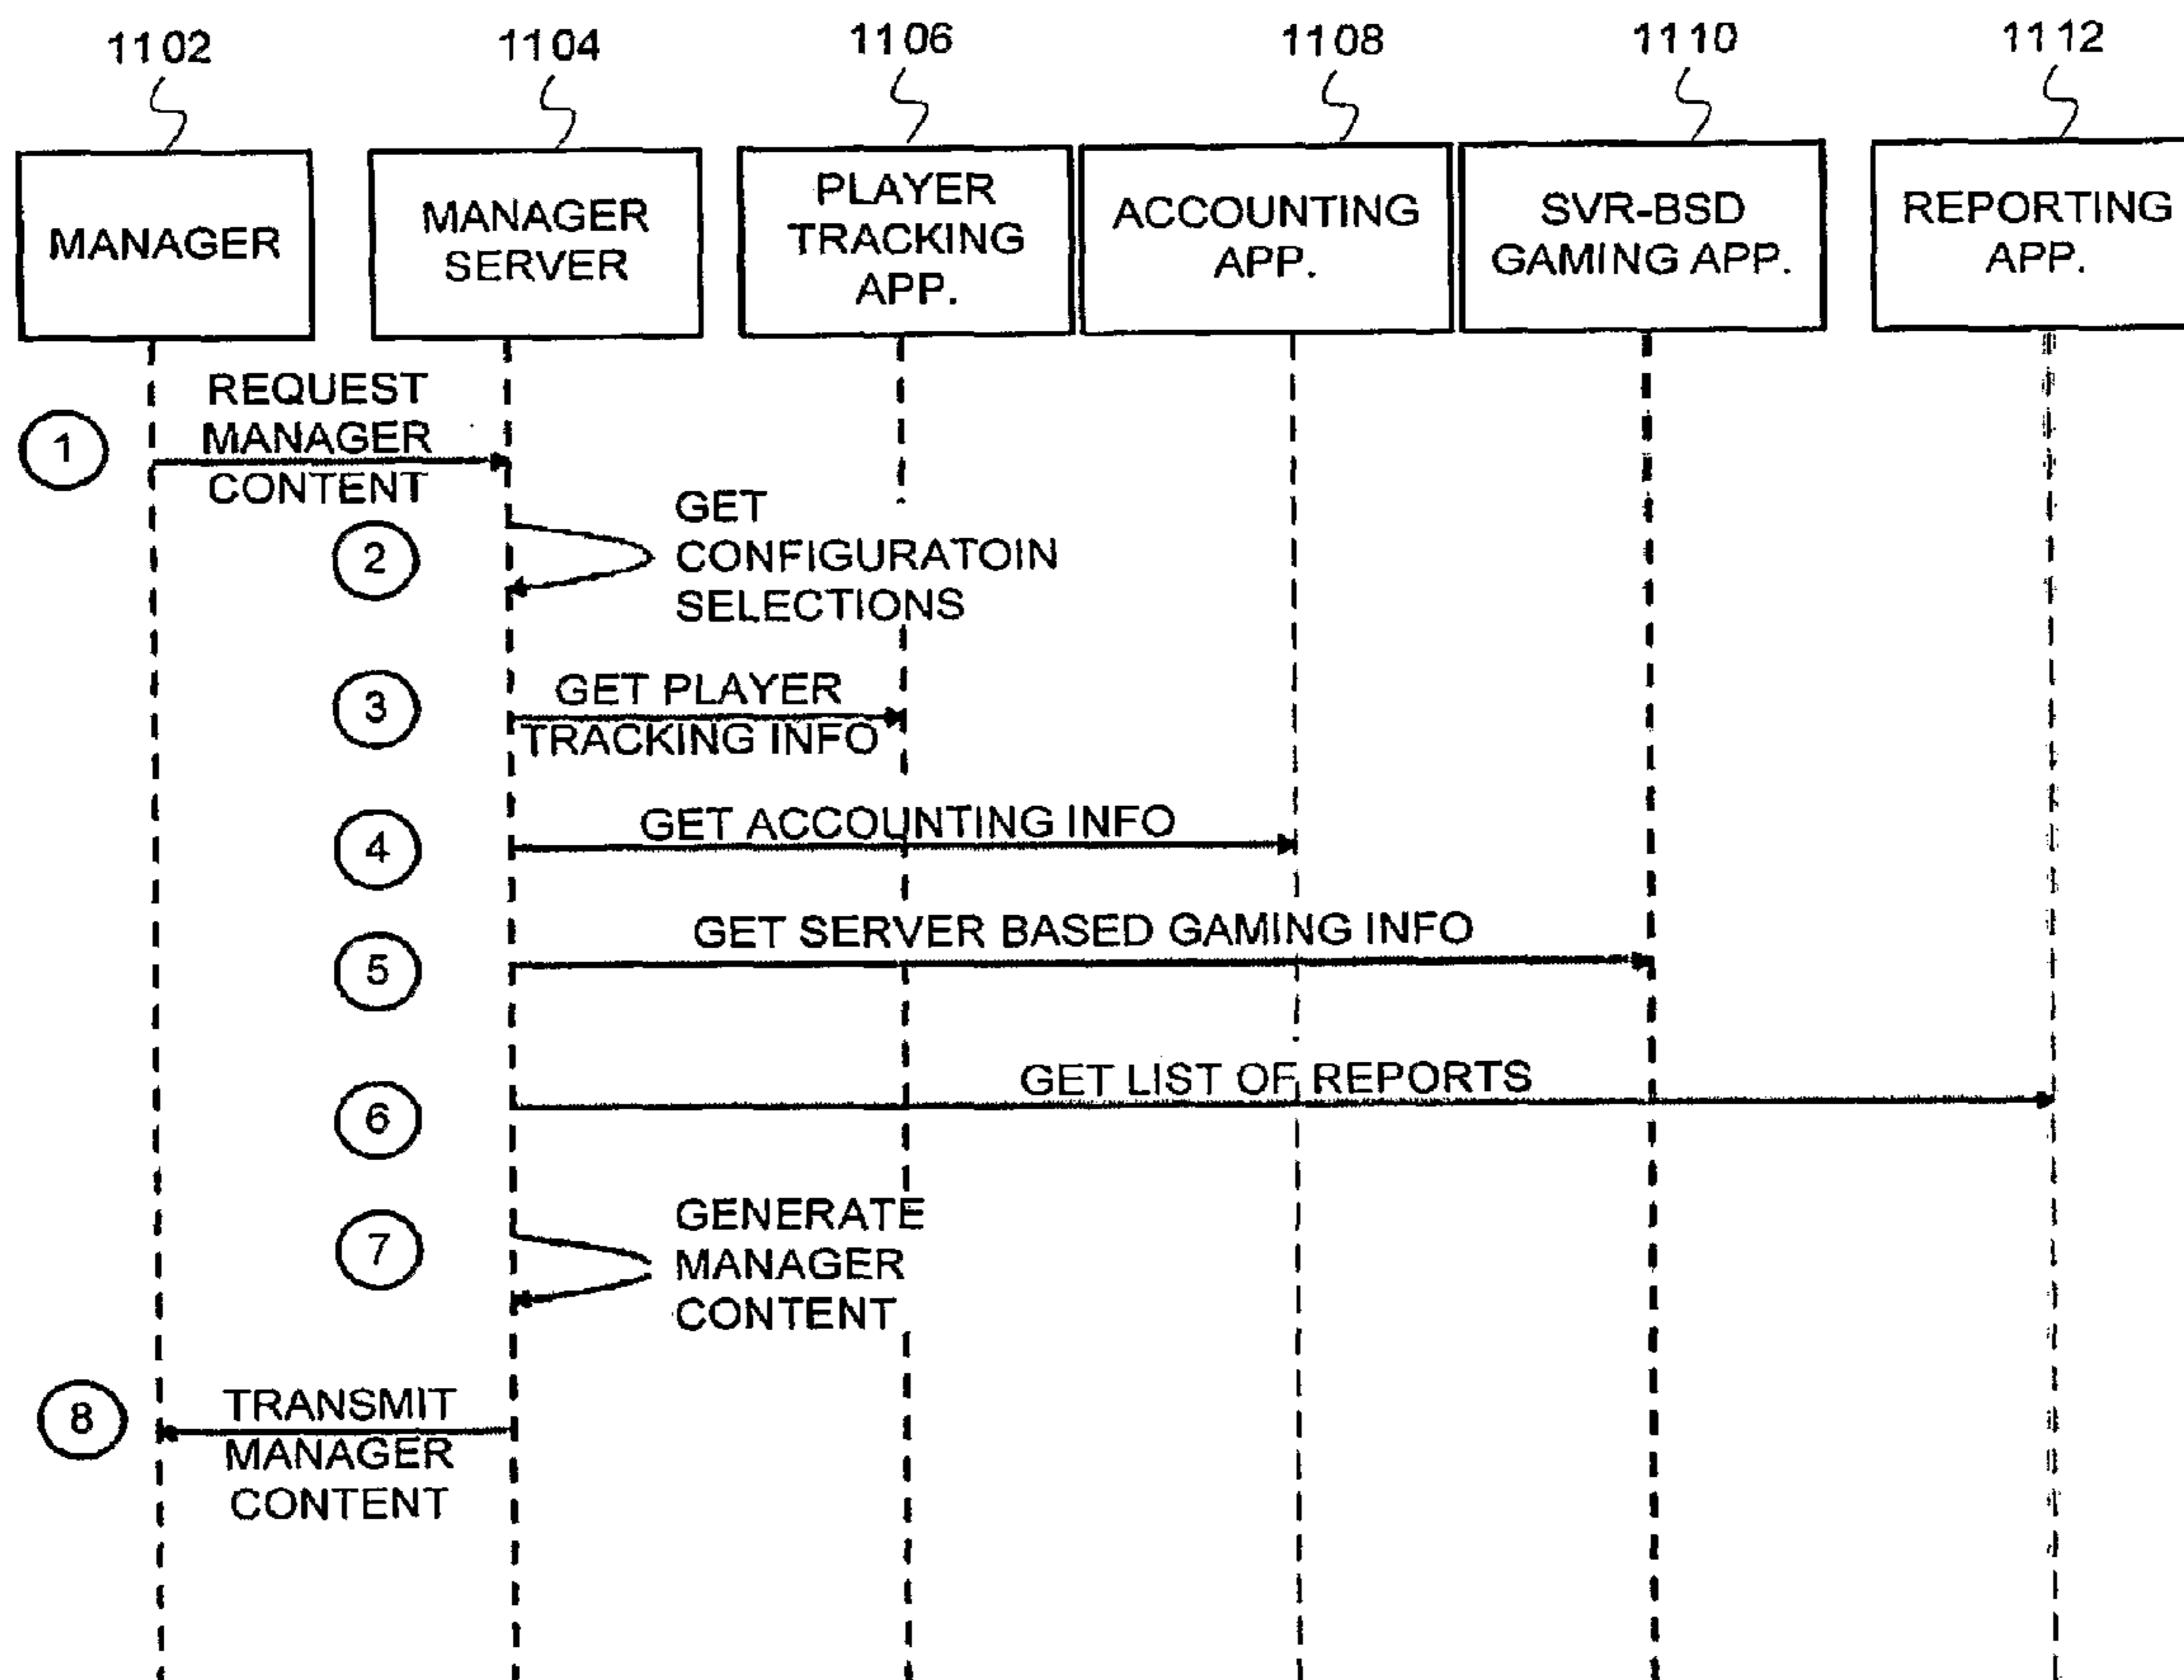 1102
1104
1106
1108
1110
1112
MANAGER
MANAGER
SERVER
PLAYER
TRACKING
APP.
ACCOUNTING
APP.
SVR-BSD
GAMING APP.
REPORTING
APP.
1
REQUEST
MANAGER
CONTENT
2
GET
CONFIGURATOIN
SELECTIONS
3
GET PLAYER
TRACKING INFO
4
GET ACCOUNTING INFO
5
GET SERVER BASED GAMING INFO
6
GET LIST OF REPORTS
7
GENERATE
MANAGER
CONTENT
8
TRANSMIT
MANAGER
CONTENT